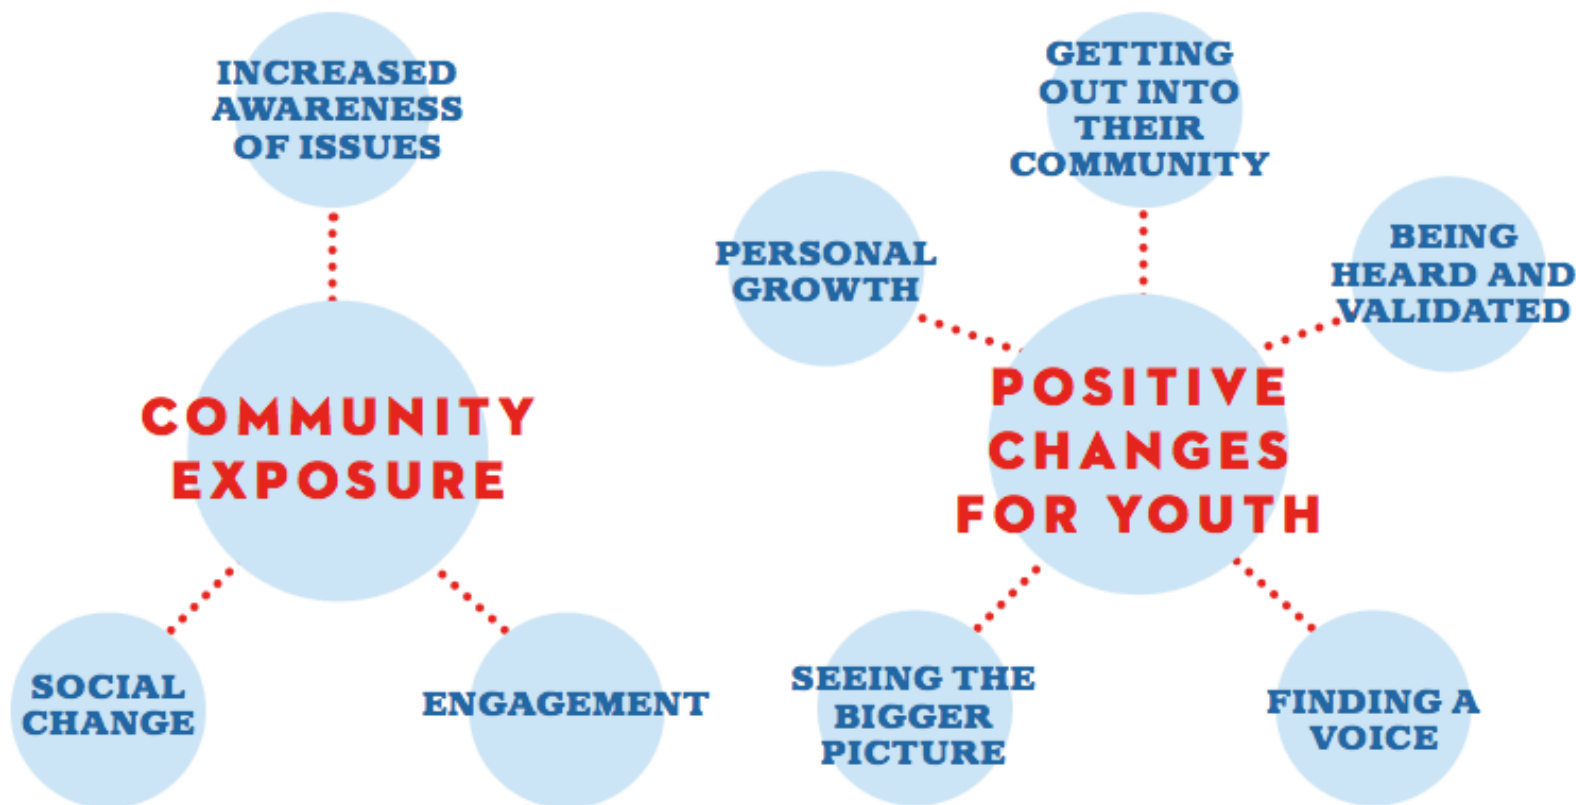 INCREASED
AWARENESS
OF ISSUES
COMMUNITY
EXPOSURE
SOCIAL
CHANGE
ENGAGEMENT
GETTING
OUT INTO
THEIR
COMMUNITY
PERSONAL
GROWTH
BEING
HEARD AND
VALIDATED
POSITIVE
CHANGES
FOR YOUTH
SEEING THE
BIGGER
PICTURE
FINDING A
VOICE